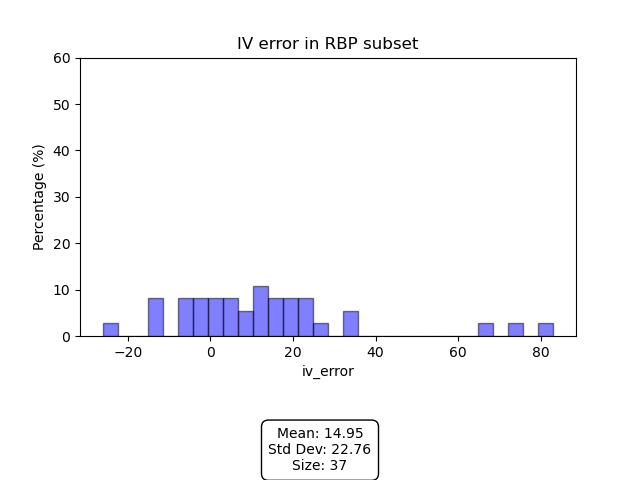 IV error in RBP subset
60
50
40
30
20
10
0
Percentage (%)
−20
0
20
40
60
80
iv_error
Mean: 14.95
Std Dev: 22.76
Size: 37